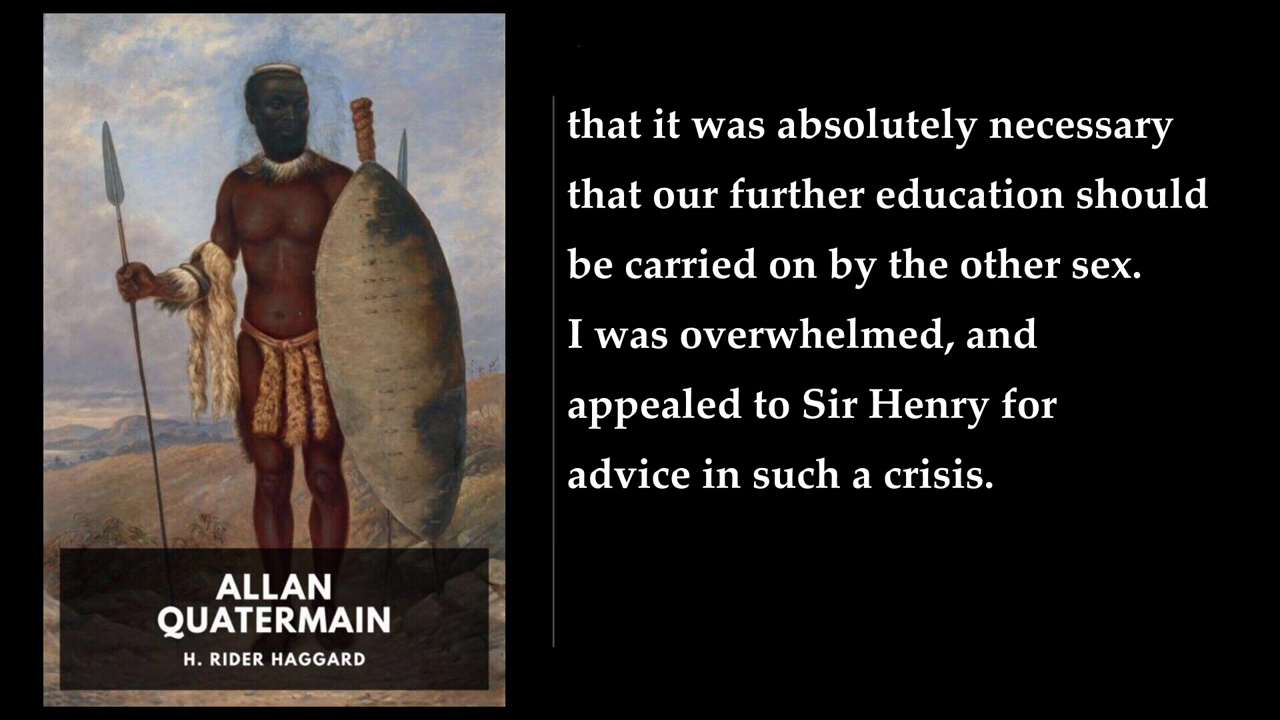 ALLAN
QUATERMAIN
H. RIDER HAGGARD
that it was absolutely necessary
that our further education should
be carried on by the other sex.
I was overwhelmed, and
appealed to Sir Henry for
advice in such a crisis.